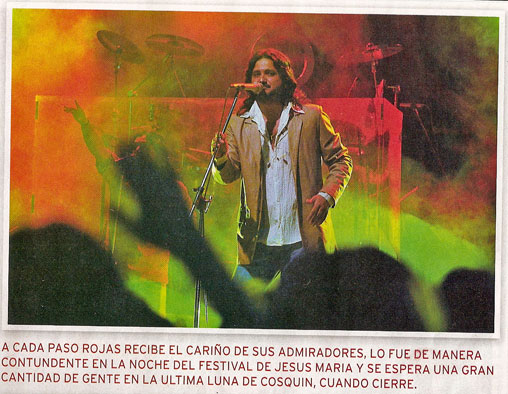 A CADA PASO ROJAS RECIBE EL CARIÑO DE SUS ADMIRADORES, LO FUE DE MANERA
CONTUNDENTE EN LA NOCHE DEL FESTIVAL DE JESUS MARIA Y SE ESPERA UNA GRAN
CANTIDAD DE GENTE EN LA ULTIMA LUNA DE COSQUIN, CUANDO CIERRE.